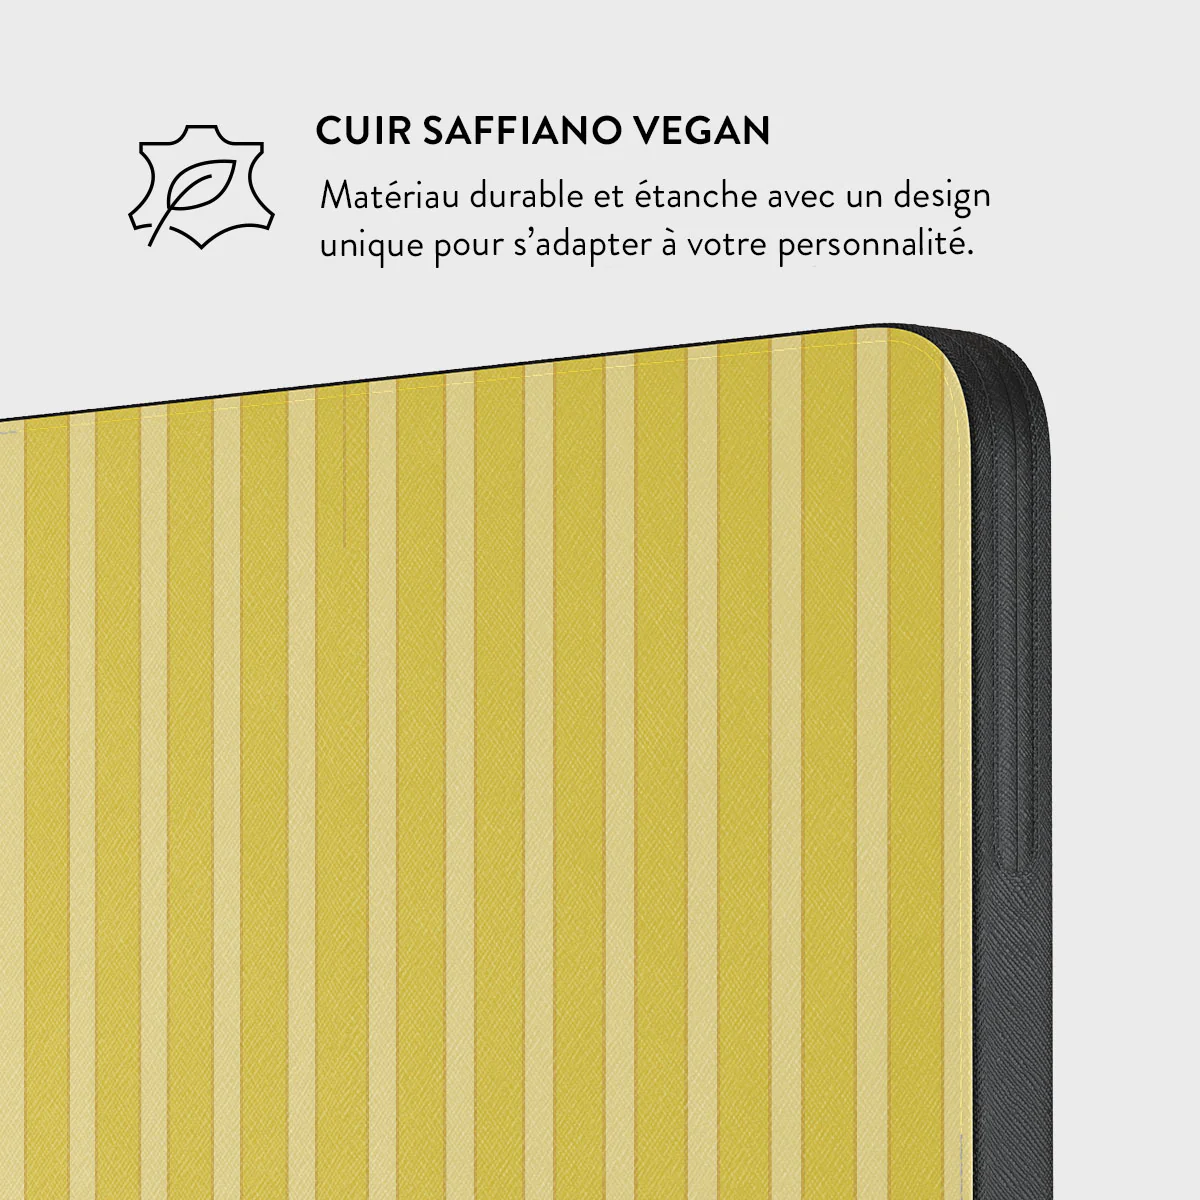 CUIR SAFFIANO VEGAN
Matériau durable et étanche avec un design
unique pour s’adapter à votre personnalité.